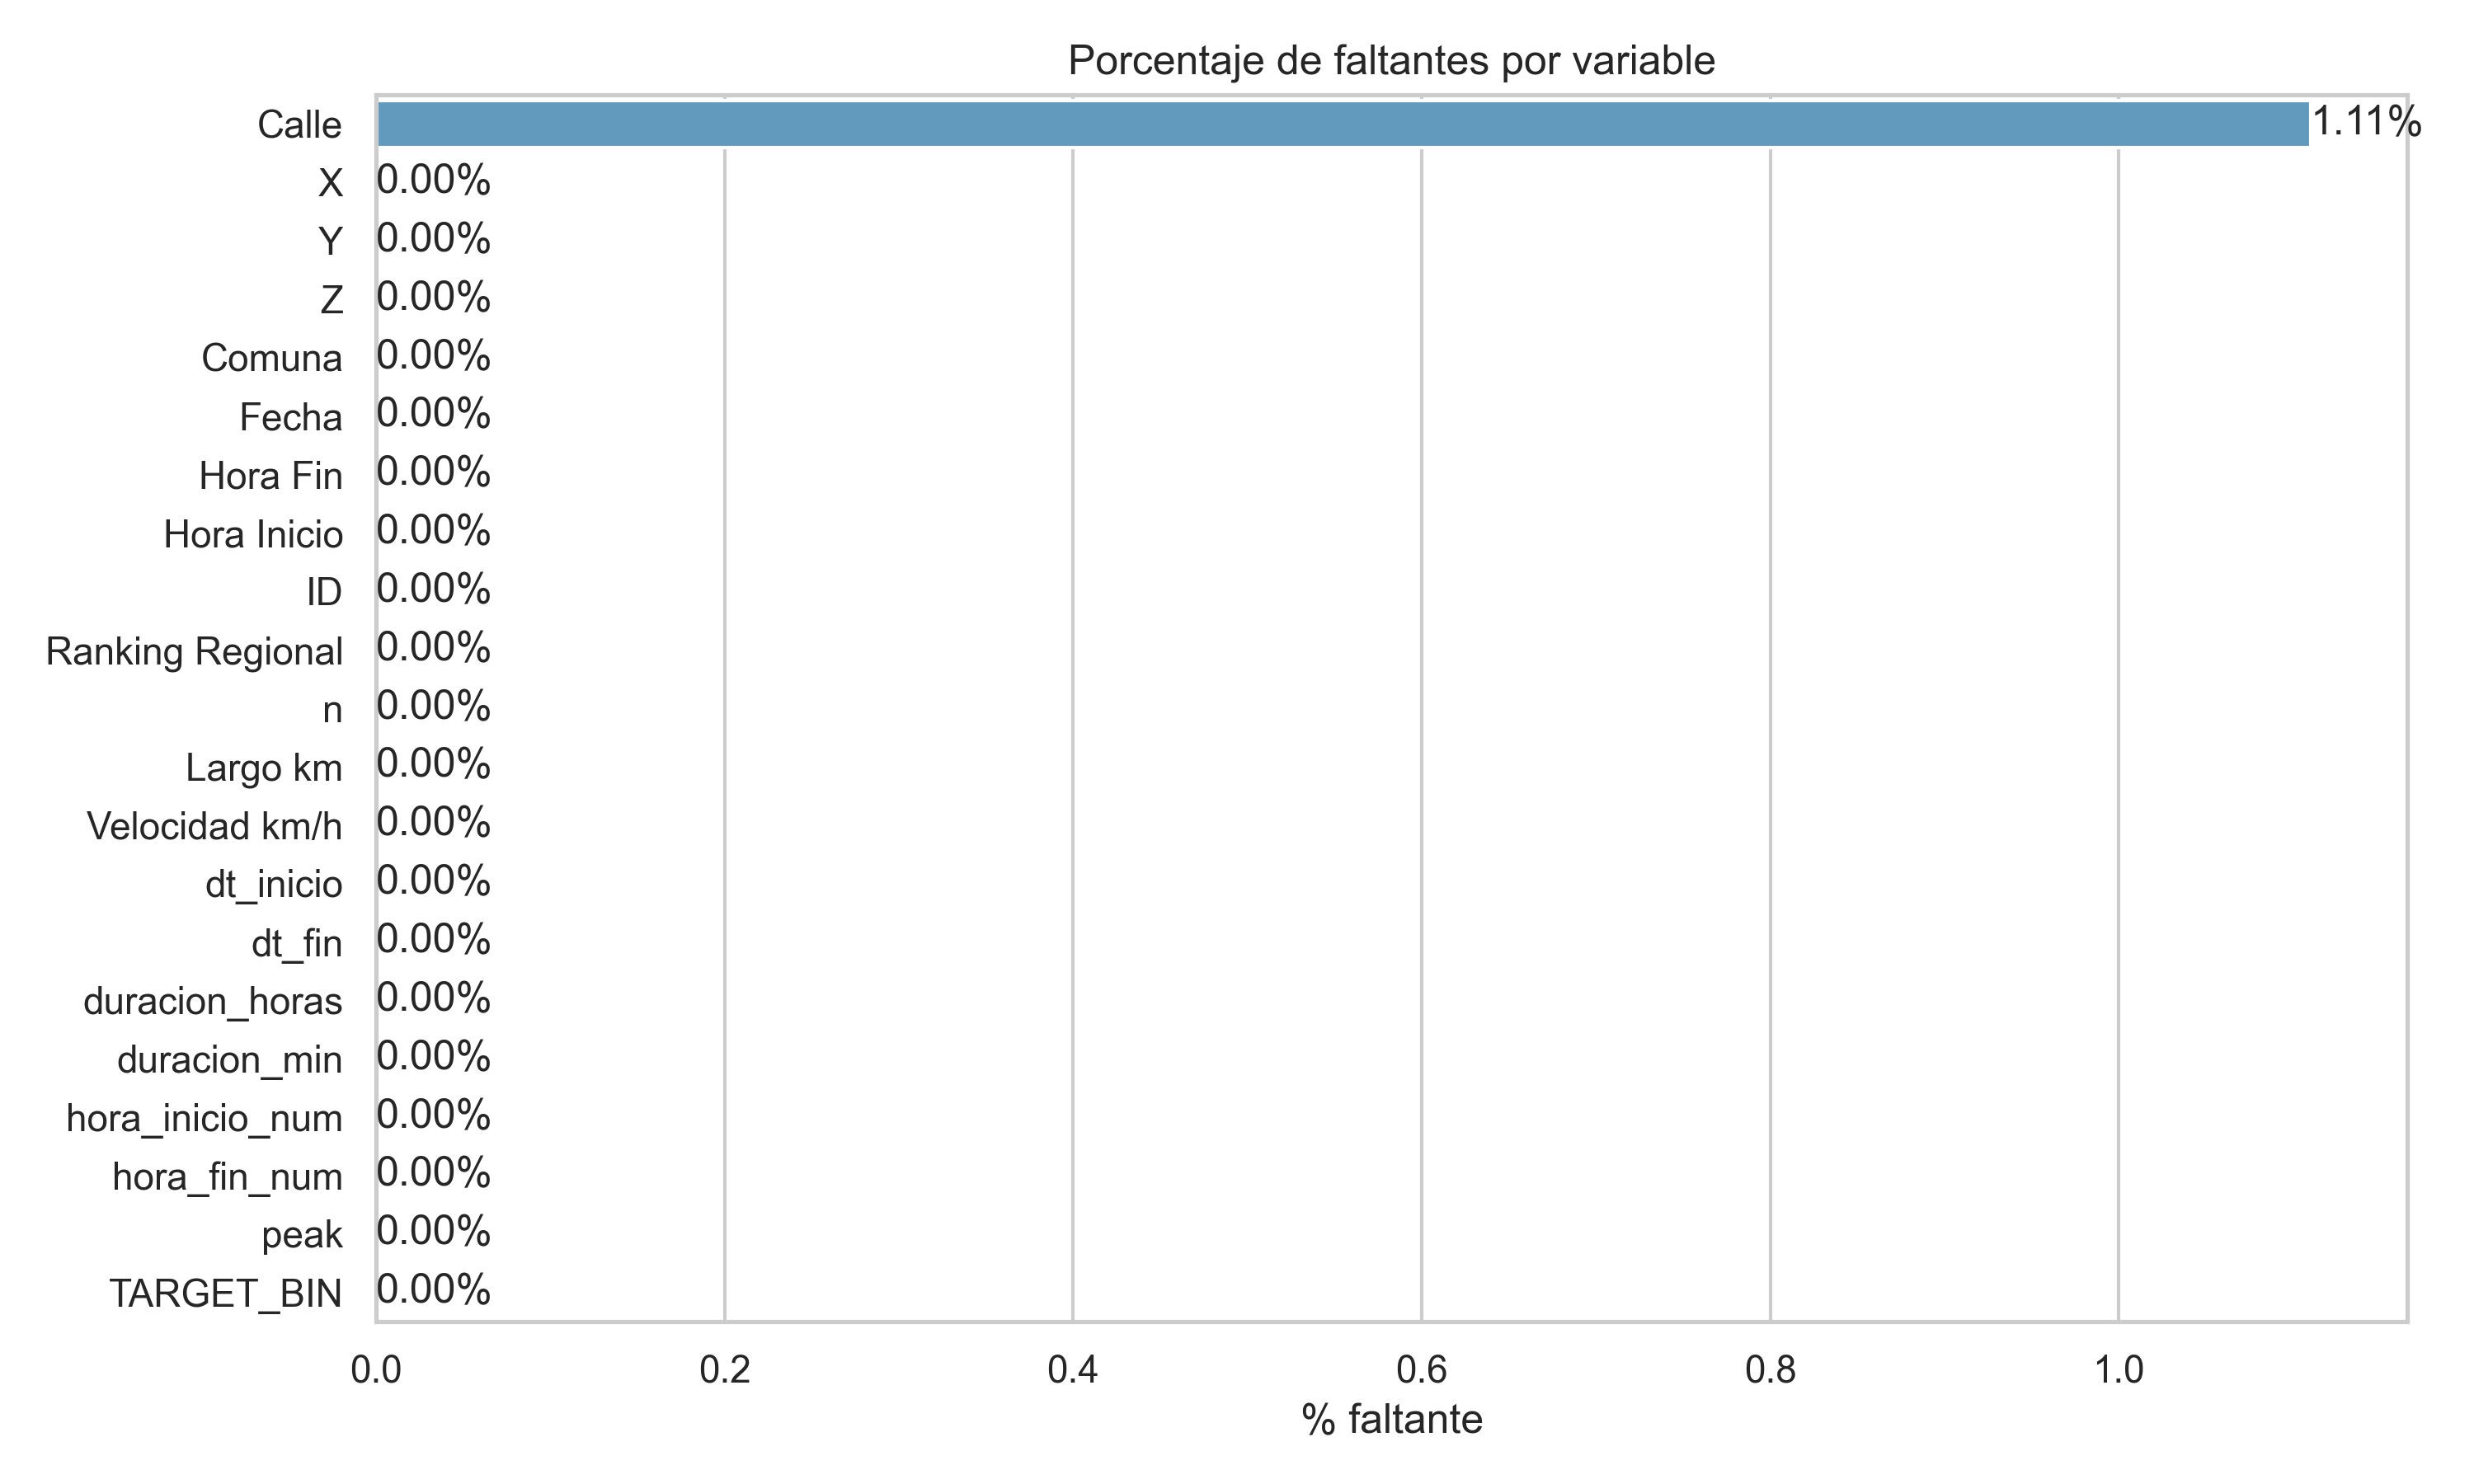 Porcentaje de faltantes por variable
Calle 1.11%
X 0.00%
Y 0.00%
Z 0.00%
Comuna 0.00%
Fecha 0.00%
Hora Fin 0.00%
Hora Inicio 0.00%
ID 0.00%
Ranking Regional 0.00%
n 0.00%
Largo km 0.00%
Velocidad km/h 0.00%
dt_inicio 0.00%
dt_fin 0.00%
duracion_horas 0.00%
duracion_min 0.00%
hora_inicio_num 0.00%
hora_fin_num 0.00%
peak 0.00%
TARGET_BIN 0.00%
0.0 0.2 0.4 0.6 0.8 1.0
% faltante